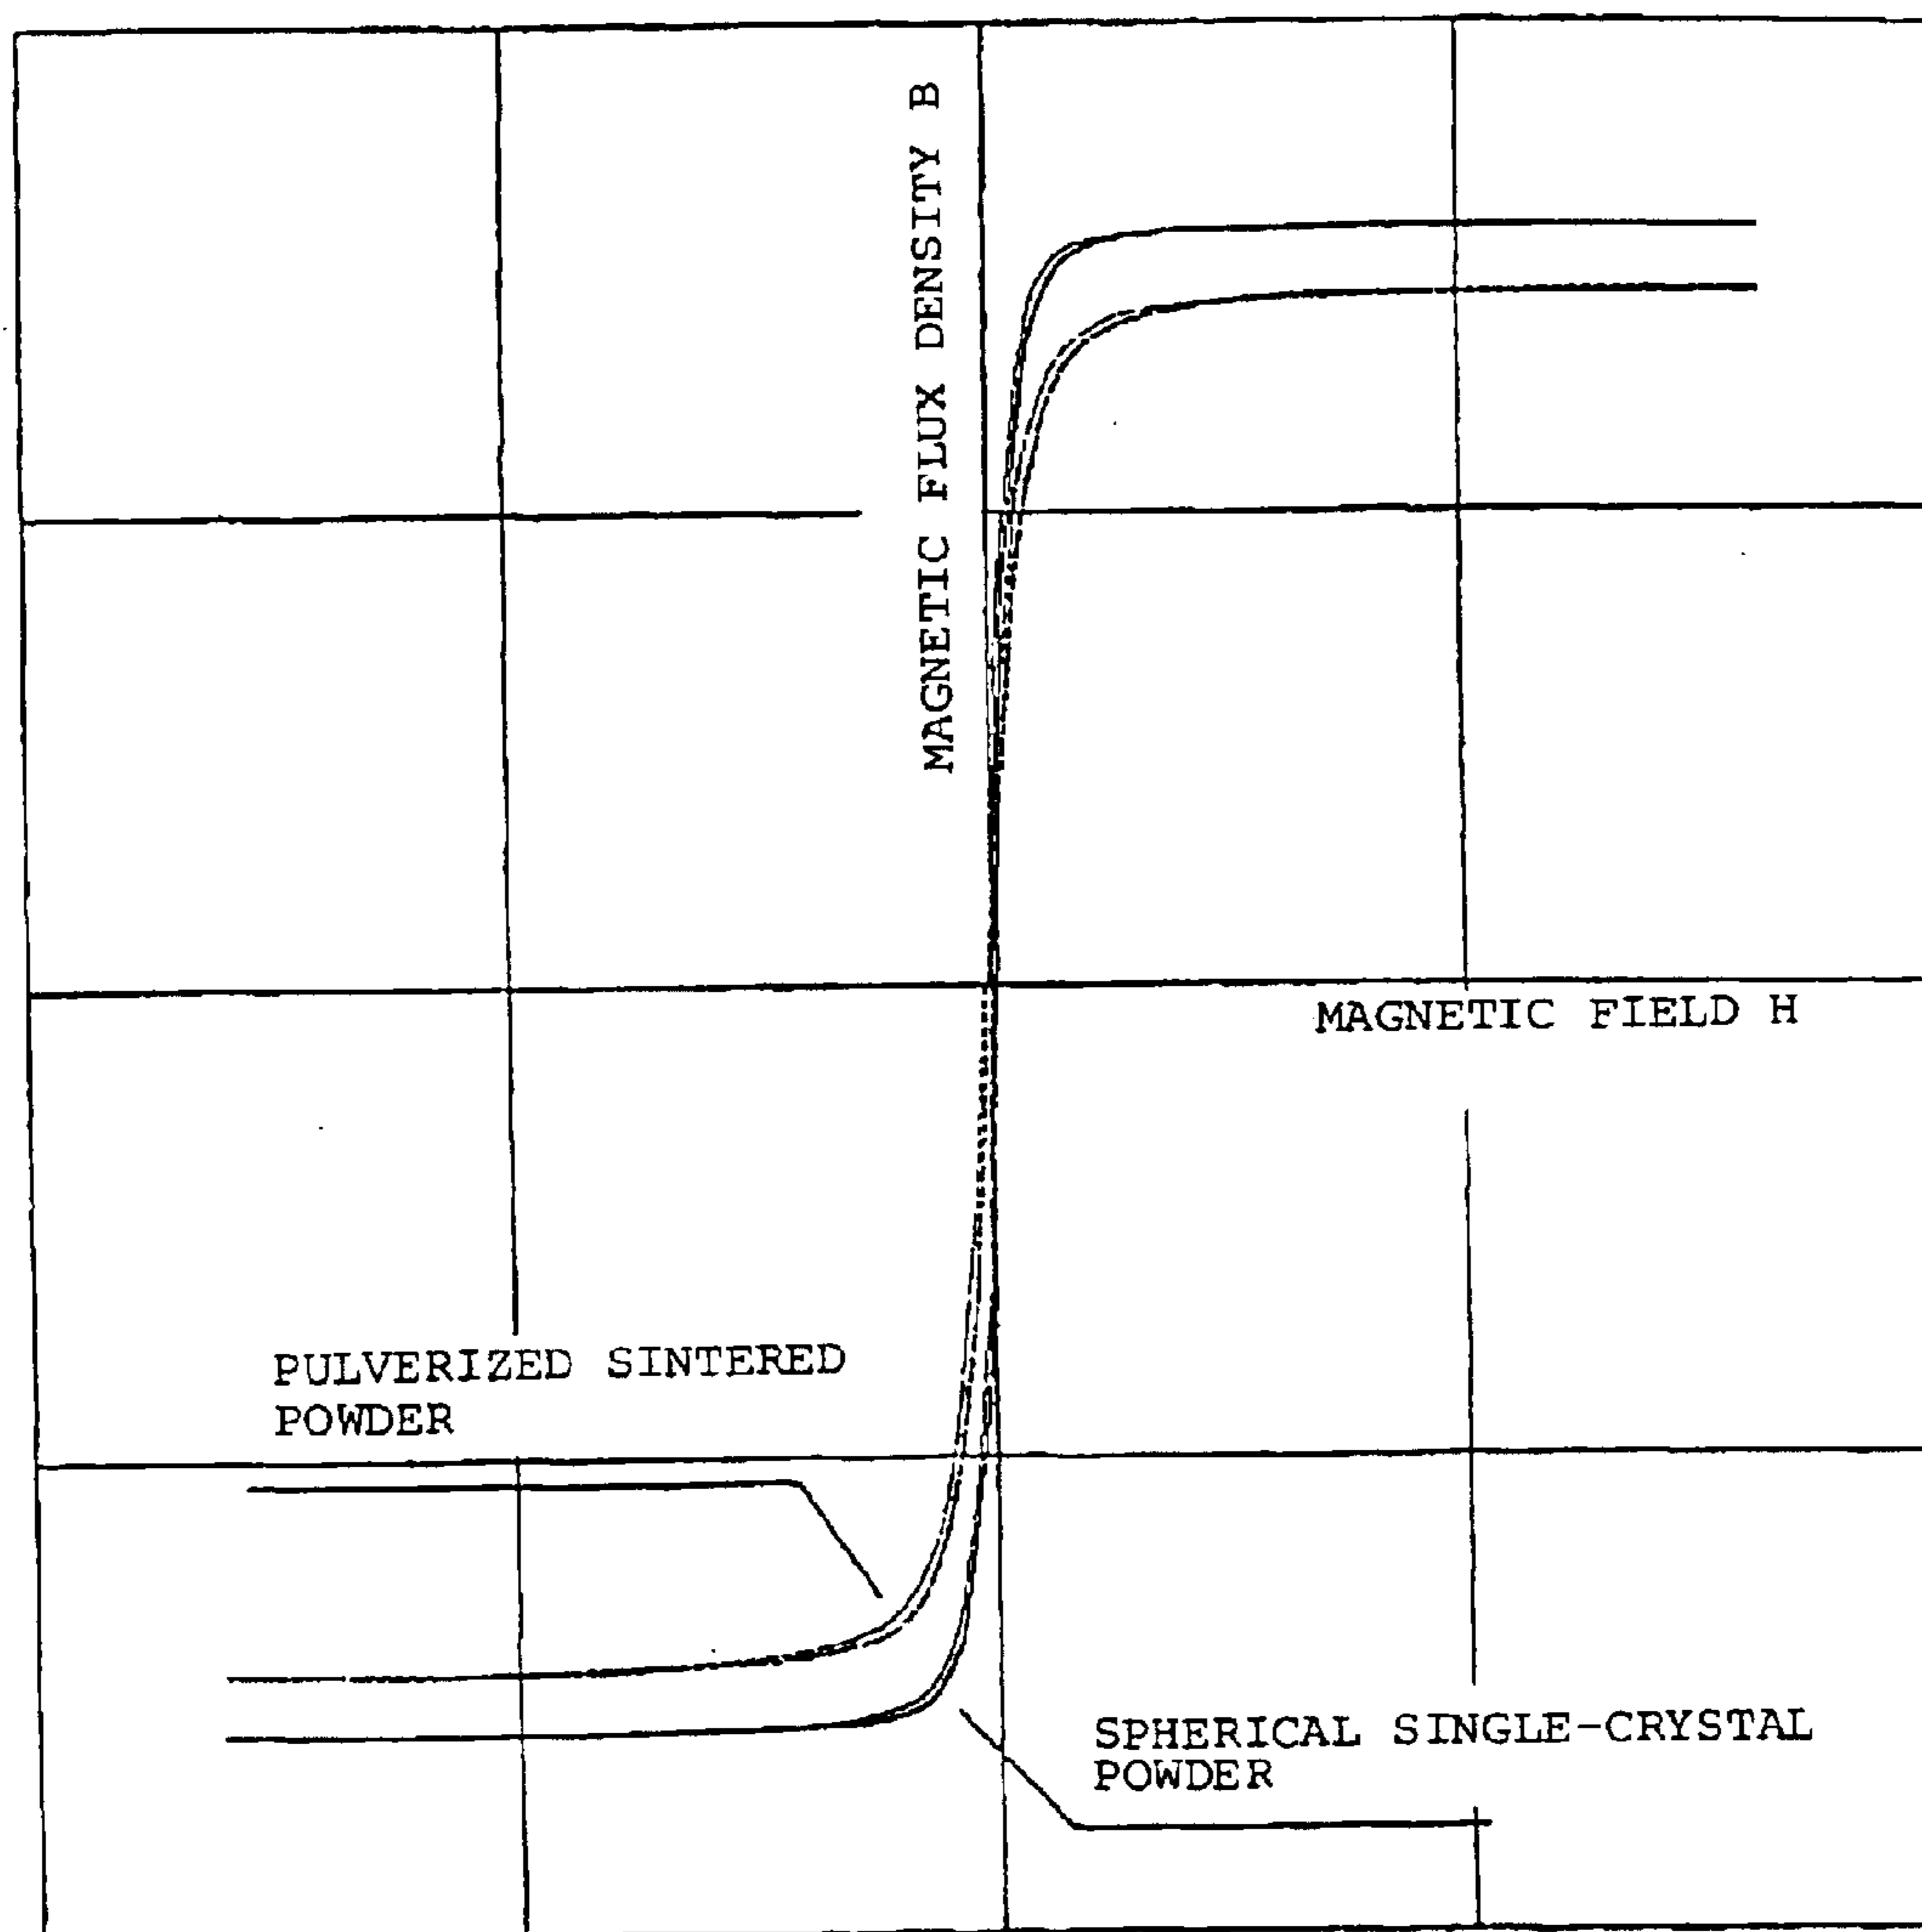 MAGNETIC FLUX DENSITY B
MAGNETIC FIELD H
PULVERIZED SINTERED
POWDER
SPHERICAL SINGLE-CRYSTAL
POWDER